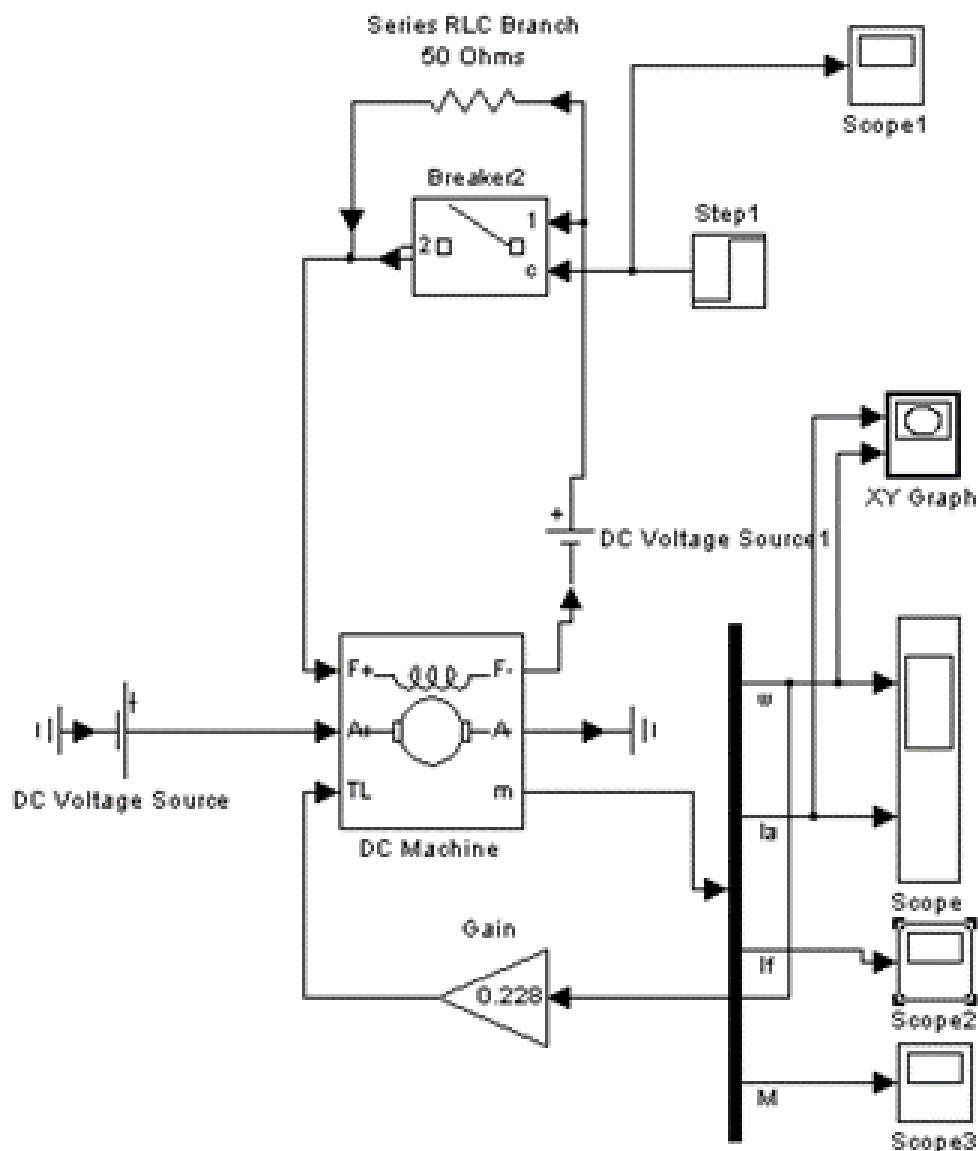 Series RLC Branch
60 Ohms
Scope1
Breaker2
1
2
c
Step1
XY Graph
+
DC Voltage Source1
F+
F-
A+
A-
TL
m
+
DC Voltage Source
DC Machine
w
Ia
Scope
Gain
0.228
If
Scope2
M
Scope3